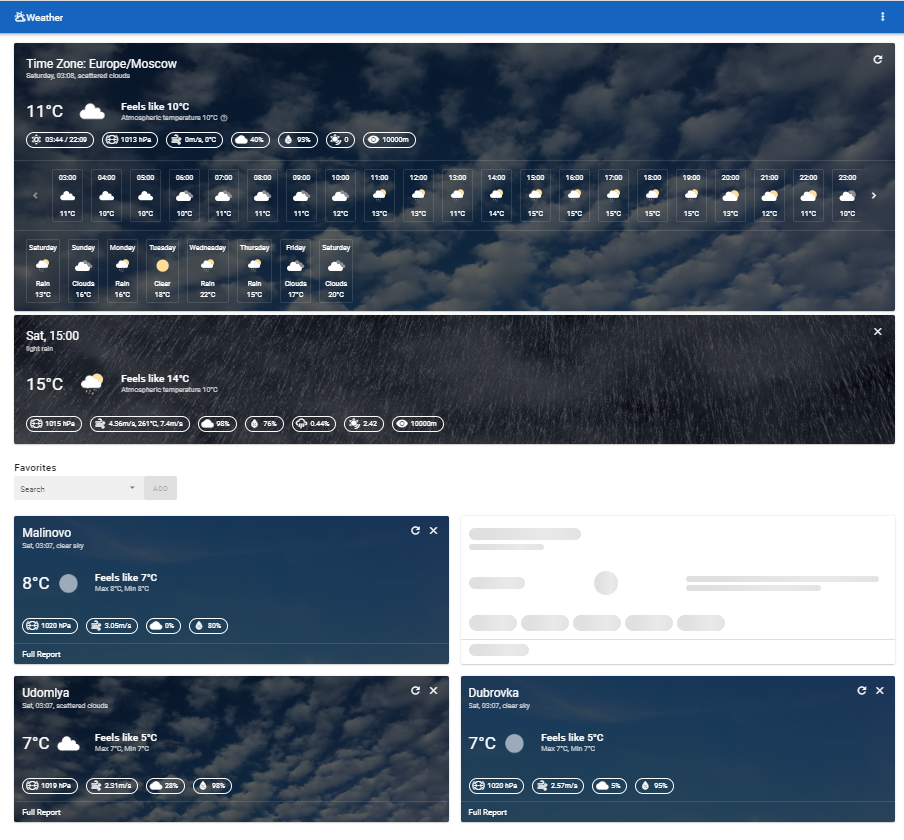 Weather
Time Zone: Europe/Moscow
Saturday, 03:08, scattered clouds
11°C
Feels like 10°C
Atmospheric temperature 10°C
03:44 / 22:09 1013 hPa 0m/s, 0°C 40% 93% 0 10000m
03:00 04:00 05:00 06:00 07:00 08:00 09:00 10:00 11:00 12:00 13:00 14:00 15:00 16:00 17:00 18:00 19:00 20:00 21:00 22:00 23:00
11°C 10°C 10°C 10°C 11°C 11°C 11°C 12°C 13°C 13°C 11°C 14°C 15°C 15°C 15°C 15°C 15°C 13°C 12°C 11°C 10°C
Saturday Sunday Monday Tuesday Wednesday Thursday Friday Saturday
Rain Clouds Rain Clear Rain Rain Clouds Clouds
13°C 16°C 16°C 18°C 22°C 15°C 17°C 20°C
Sat, 15:00
light rain
15°C
Feels like 14°C
Atmospheric temperature 10°C
1015 hPa 4.36m/s, 261°C, 7.4m/s 98% 76% 0.44% 2.42 10000m
Favorites
Search ADD
Malinovo
Sat, 03:07, clear sky
8°C
Feels like 7°C
Max 8°C, Min 8°C
1020 hPa 3.05m/s 0% 80%
Full Report
Udomlya
Sat, 03:07, scattered clouds
7°C
Feels like 5°C
Max 7°C, Min 7°C
1019 hPa 2.31m/s 28% 98%
Full Report
Dubrovka
Sat, 03:07, clear sky
7°C
Feels like 5°C
Max 7°C, Min 7°C
1020 hPa 2.57m/s 5% 95%
Full Report